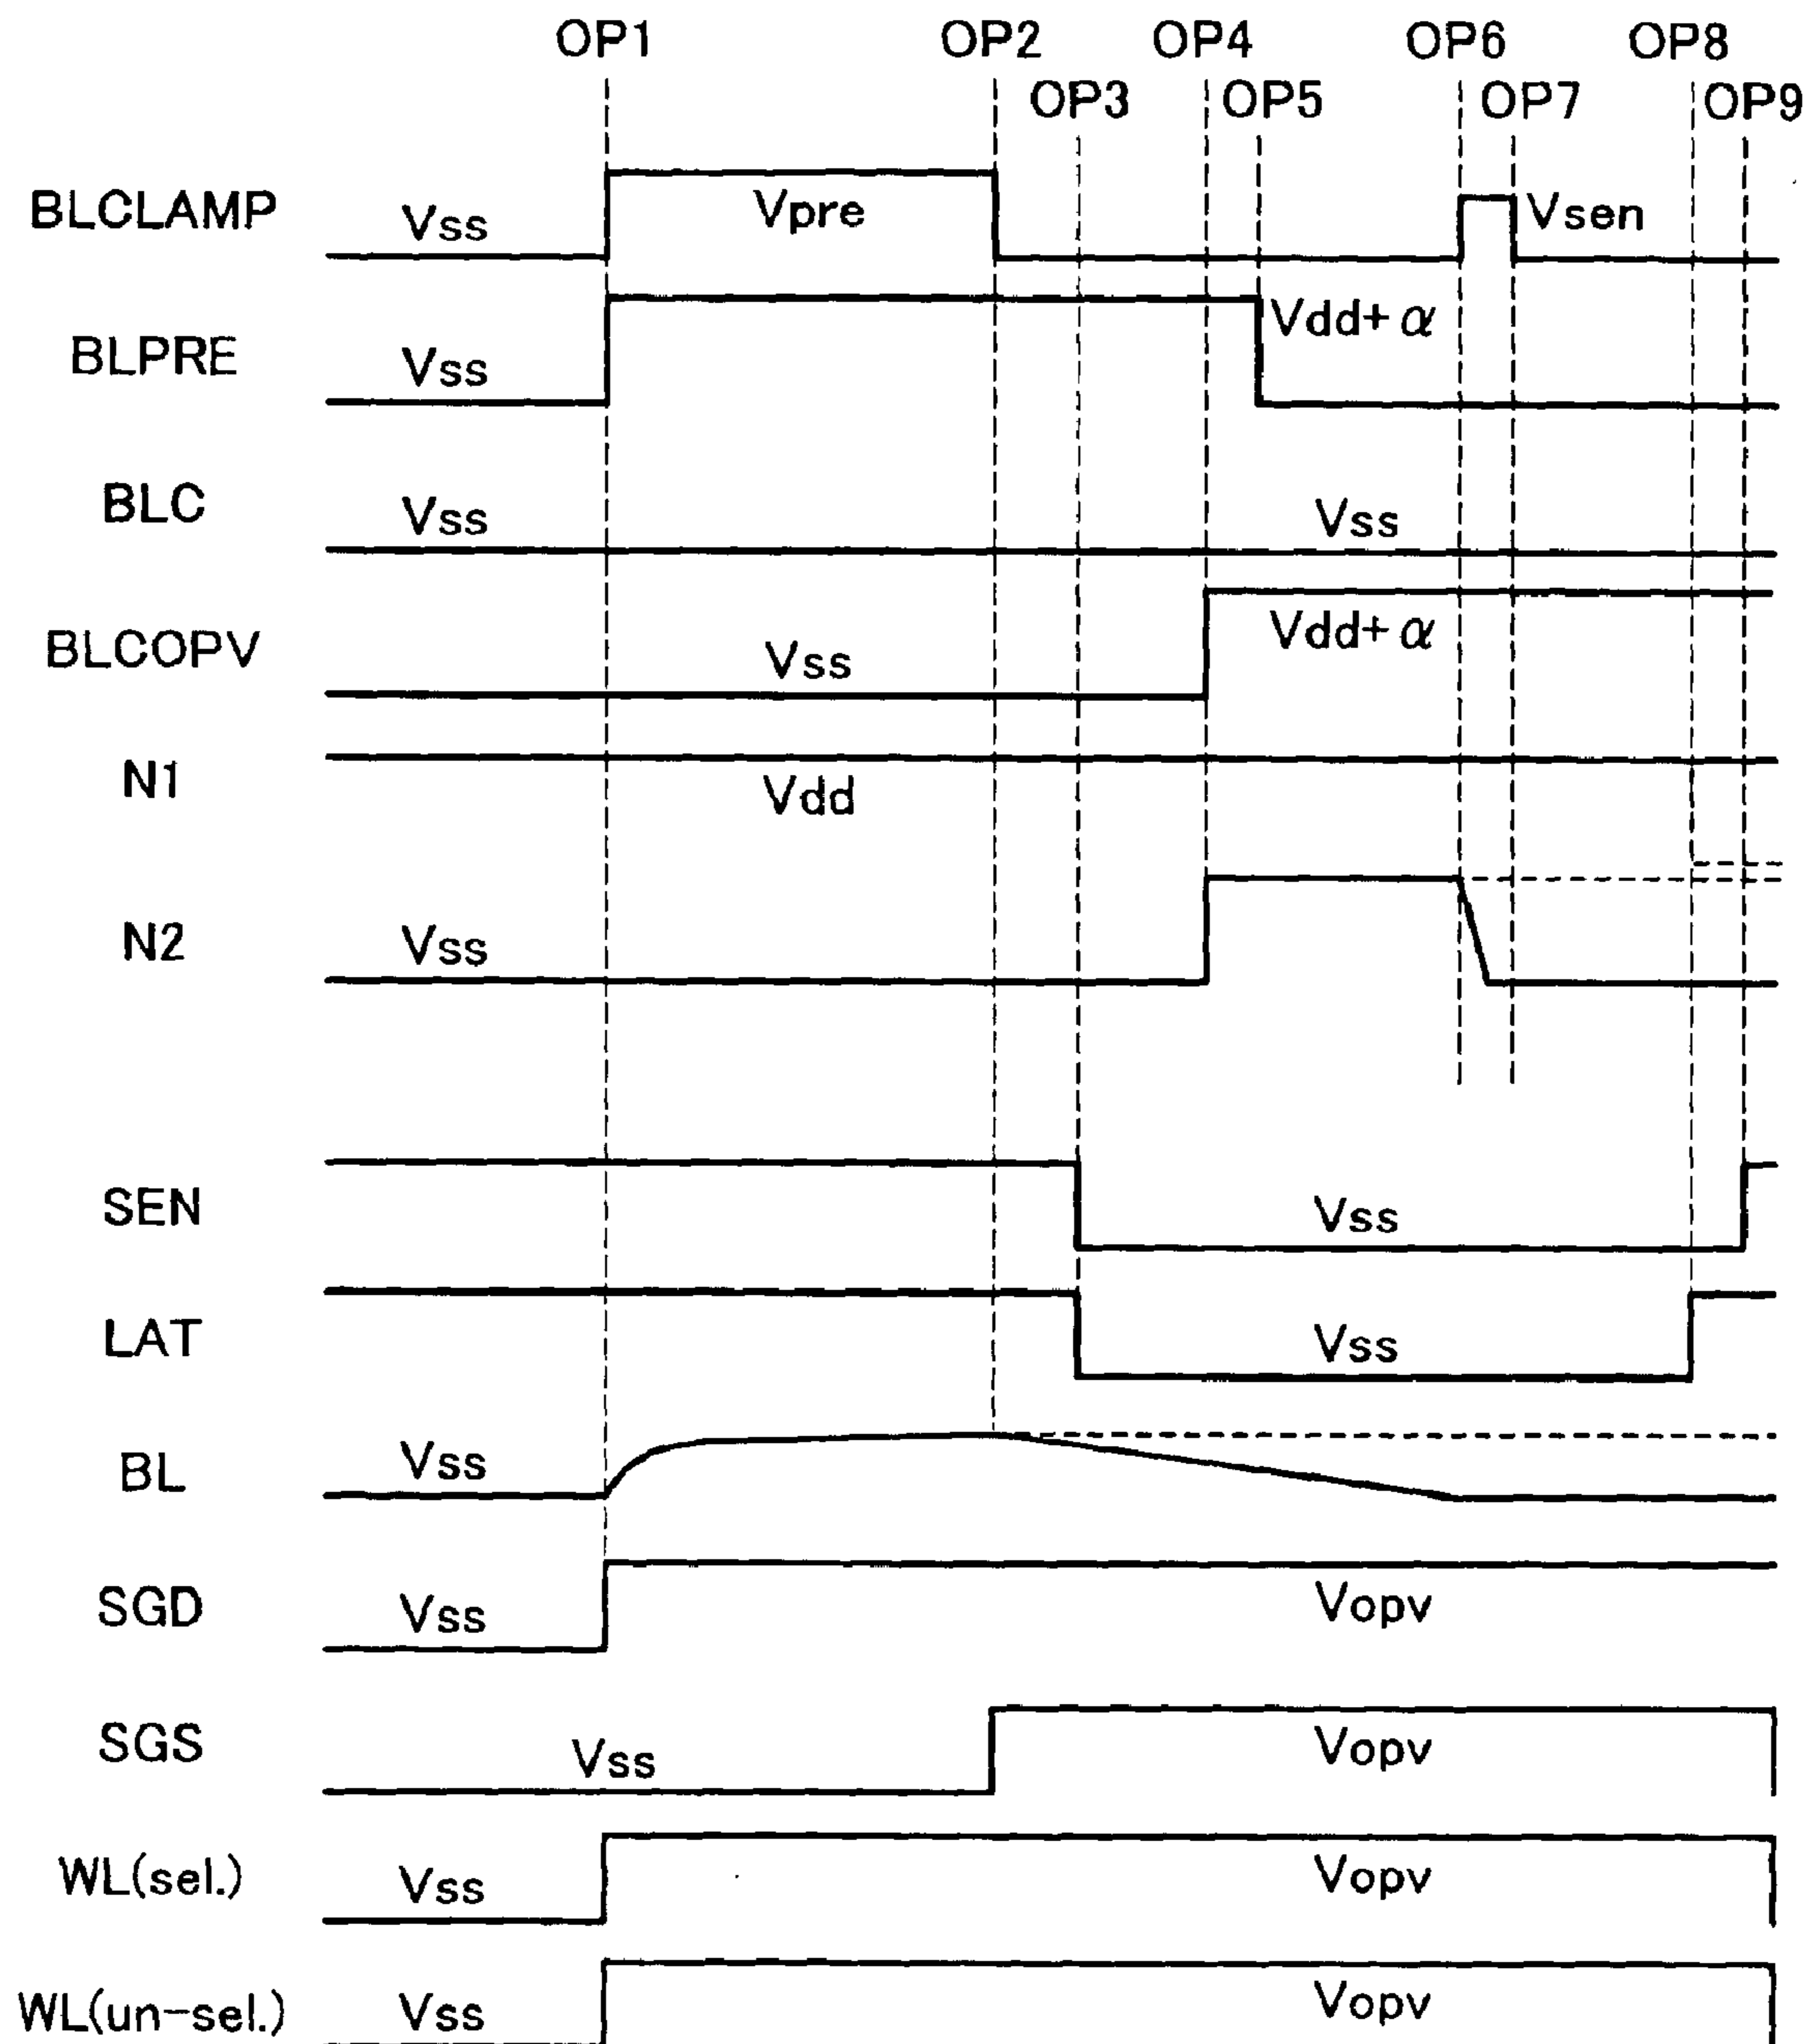 OP1 OP2 OP4 OP6 OP8
OP3 OP5 OP7 OP9
BLCLAMP Vss Vpre Vsen
BLPRE Vss Vdd+α
BLC Vss Vss
BLCOPV Vss Vdd+α
N1 Vdd
N2 Vss
SEN Vss
LAT Vss
BL Vss
SGD Vss Vopv
SGS Vss Vopv
WL(sel.) Vss Vopv
WL(un-sel.) Vss Vopv